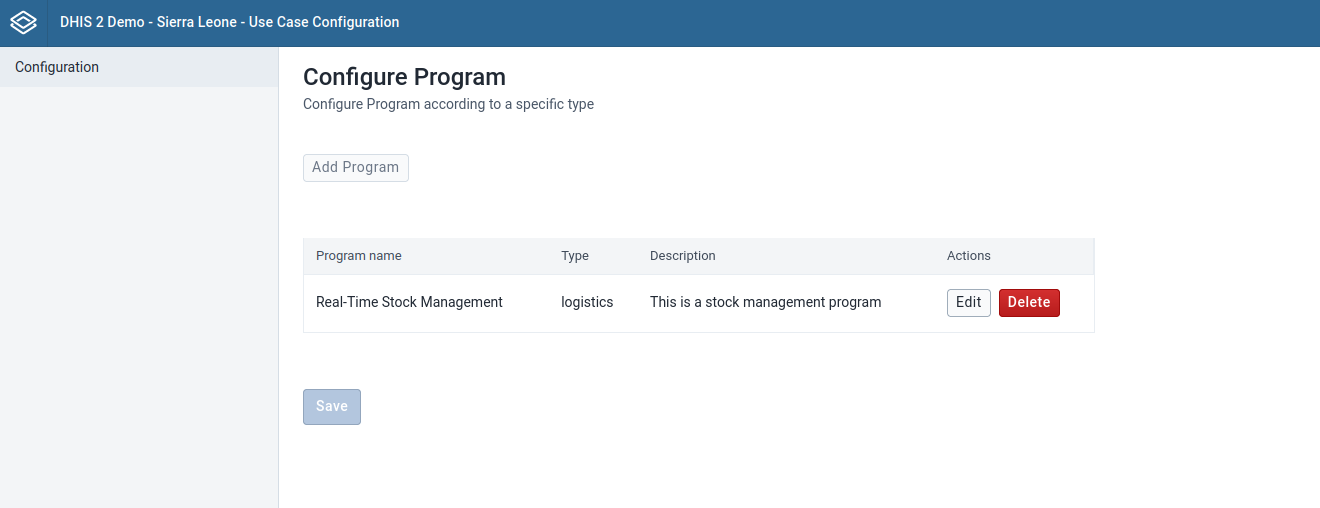 DHIS 2 Demo - Sierra Leone - Use Case Configuration
Configuration
Configure Program
Configure Program according to a specific type
Add Program
Program name Type Description Actions
Real-Time Stock Management logistics This is a stock management program Edit Delete
Save